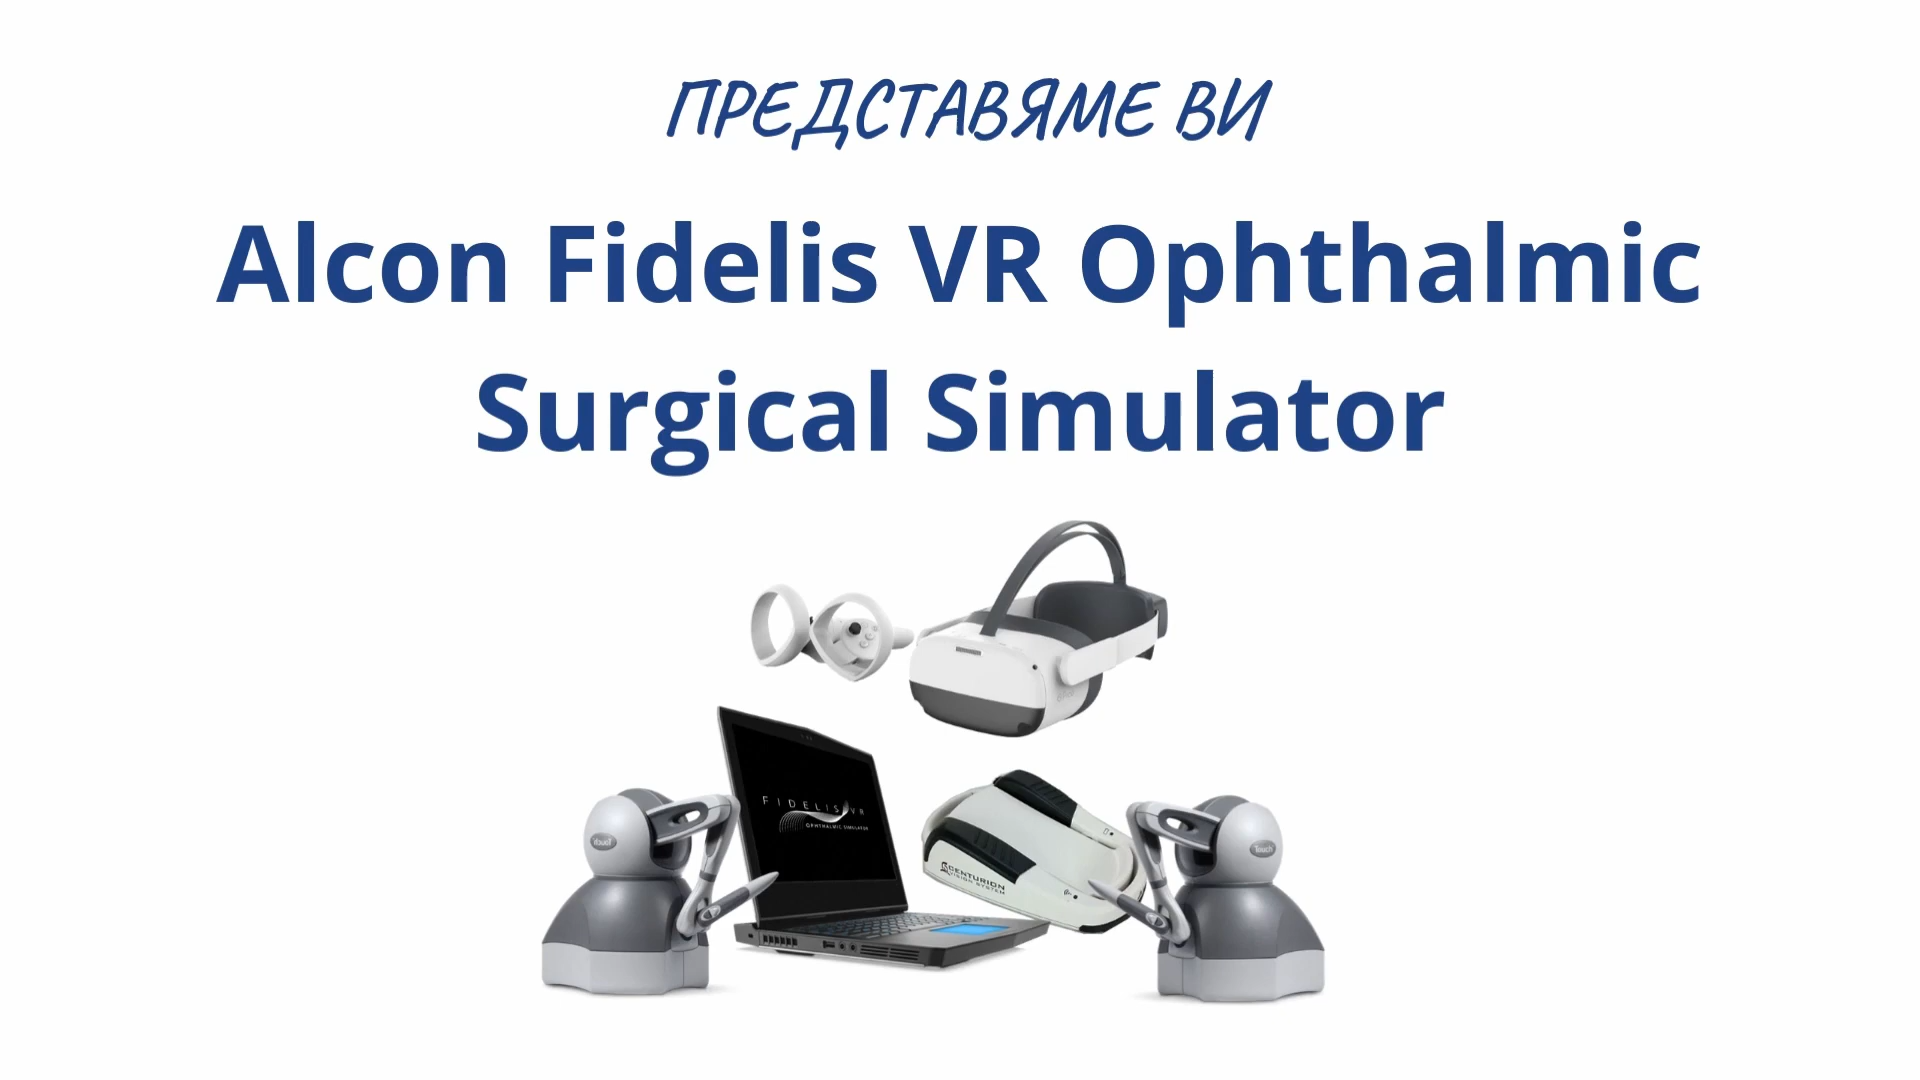 ПРЕДСТАВЯМЕ ВИ
Alcon Fidelis VR Ophthalmic
Surgical Simulator
FIDELIS VR
OPHTHALMIC SIMULATOR
CENTURION
VISION SYSTEM
Touch
Touch